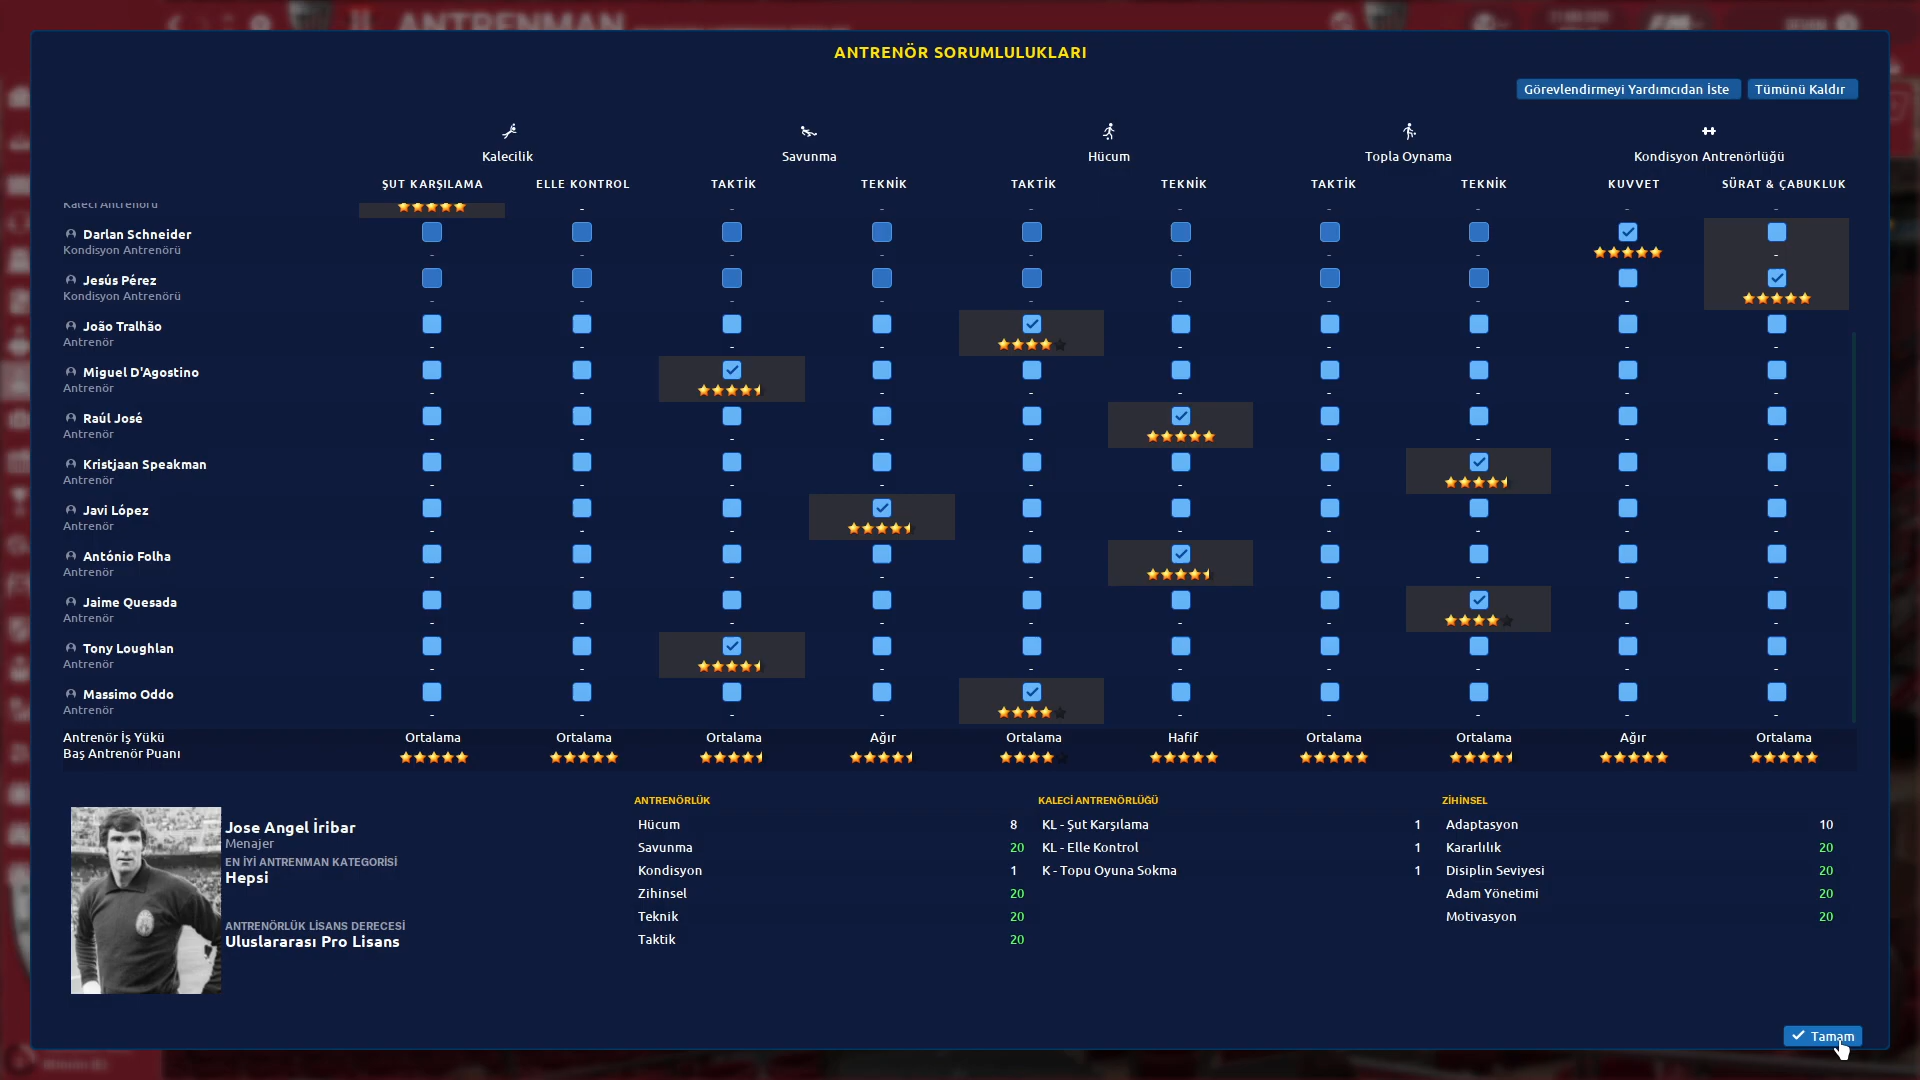 ANTRENMAN
ANTRENÖR SORUMLULUKLARI
Görevlendirmeyi Yardımcıdan İste Tümünü Kaldır
Kalecilik Savunma Hücum Topla Oynama Kondisyon Antrenörlüğü
ŞUT KARŞILAMA ELLE KONTROL TAKTİK TEKNİK TAKTİK TEKNİK TAKTİK TEKNİK KUVVET SÜRAT & ÇABUKLUK
Kaleci Antrenörü
Darlan Schneider
Kondisyon Antrenörü
Jesús Pérez
Kondisyon Antrenörü
João Tralhão
Antrenör
Miguel D'Agostino
Antrenör
Raúl José
Antrenör
Kristjaan Speakman
Antrenör
Javi López
Antrenör
António Folha
Antrenör
Jaime Quesada
Antrenör
Tony Loughlan
Antrenör
Massimo Oddo
Antrenör
Antrenör İş Yükü Ortalama Ortalama Ortalama Ağır Ortalama Hafif Ortalama Ortalama Ağır Ortalama
Baş Antrenör Puanı
Jose Angel İribar
Menajer
EN İYİ ANTRENMAN KATEGORİSİ
Hepsi
ANTRENÖRLÜK LİSANS DERECESİ
Uluslararası Pro Lisans
ANTRENÖRLÜK
Hücum 8
Savunma 20
Kondisyon 1
Zihinsel 20
Teknik 20
Taktik 20
KALECİ ANTRENÖRLÜĞÜ
KL - Şut Karşılama 1
KL - Elle Kontrol 1
K - Topu Oyuna Sokma 1
ZİHİNSEL
Adaptasyon 10
Kararlılık 20
Disiplin Seviyesi 20
Adam Yönetimi 20
Motivasyon 20
Tamam